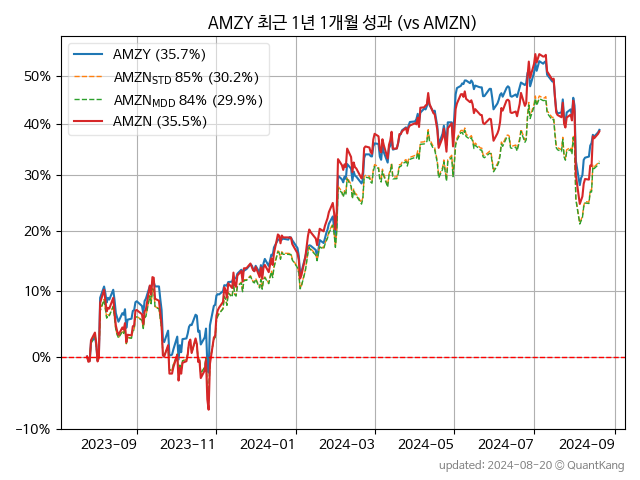 AMZY 최근 1년 1개월 성과 (vs AMZN)
AMZY (35.7%)
AMZN_STD 85% (30.2%)
AMZN_MDD 84% (29.9%)
AMZN (35.5%)
50%
40%
30%
20%
10%
0%
−10%
2023-09
2023-11
2024-01
2024-03
2024-05
2024-07
2024-09
updated: 2024-08-20 © QuantKang